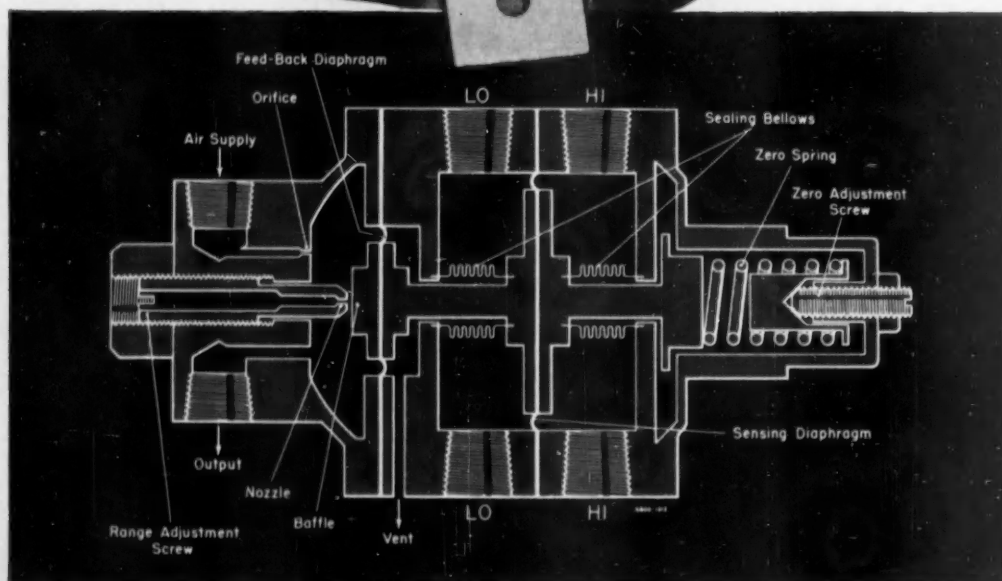 Feed-Back Diaphragm
LO
HI
Orifice
Sealing Bellows
Air Supply
Zero Spring
Zero Adjustment
Screw
Sensing Diaphragm
Output
Nozzle
Baffle
LO
HI
Range Adjustment
Screw
Vent